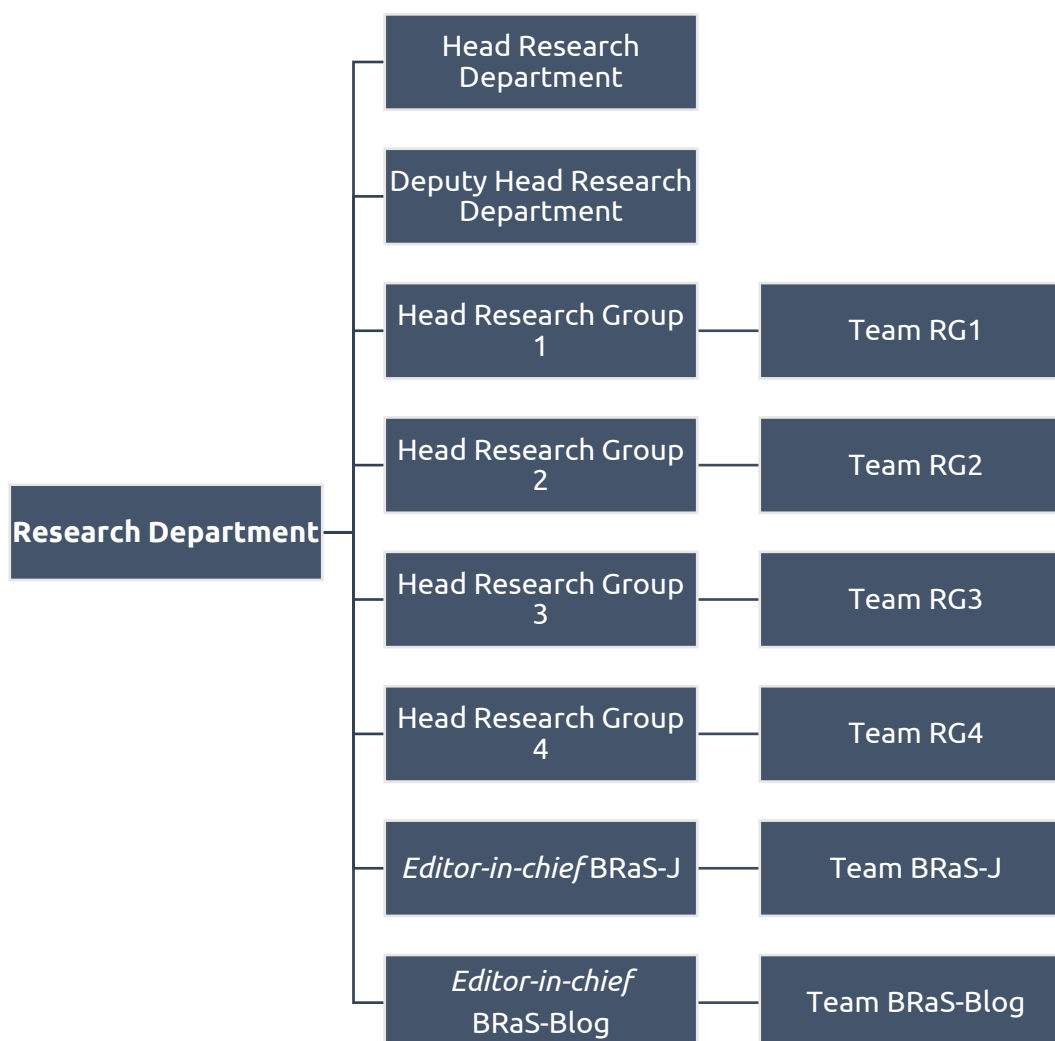 Head Research
Department
Deputy Head Research
Department
Head Research Group
1
Team RG1
Head Research Group
2
Team RG2
Research Department
Head Research Group
3
Team RG3
Head Research Group
4
Team RG4
Editor-in-chief BRaS-J
Team BRaS-J
Editor-in-chief
BRaS-Blog
Team BRaS-Blog